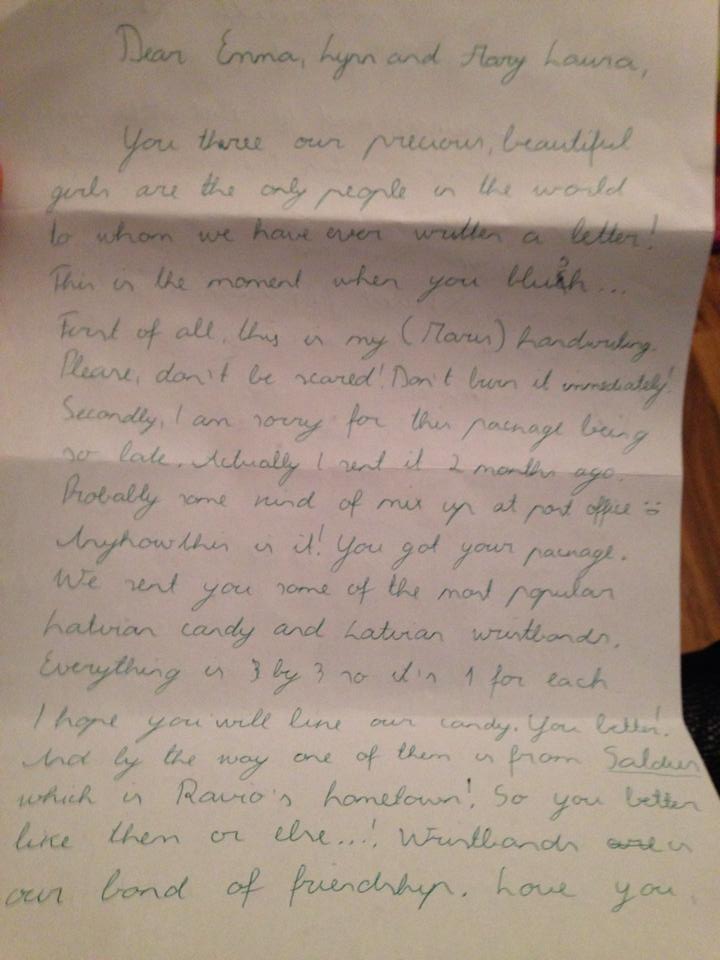 Dear Emma, Lynn and Mary Laura,
You three our precious, beautiful
girls are the only people in the world
to whom we have ever written a letter!
This is the moment when you blush...
First of all, this is my (Maris) handwriting.
Please, don't be scared! Don't burn it immediately!
Secondly, I am sorry for this package being
so late. Actually I sent it 2 months ago.
Probably some kind of mix up at post office :)
Anyhow this is it! You got your package.
We sent you some of the most popular
Latvian candy and Latvian wristbands.
Everything is 3 by 3 so it's 1 for each
I hope you will like our candy. You better!
And by the way one of them is from Saldus
which is Raivo's hometown! So you better
like them or else...! Wristbands is
our bond of friendship. Love you.